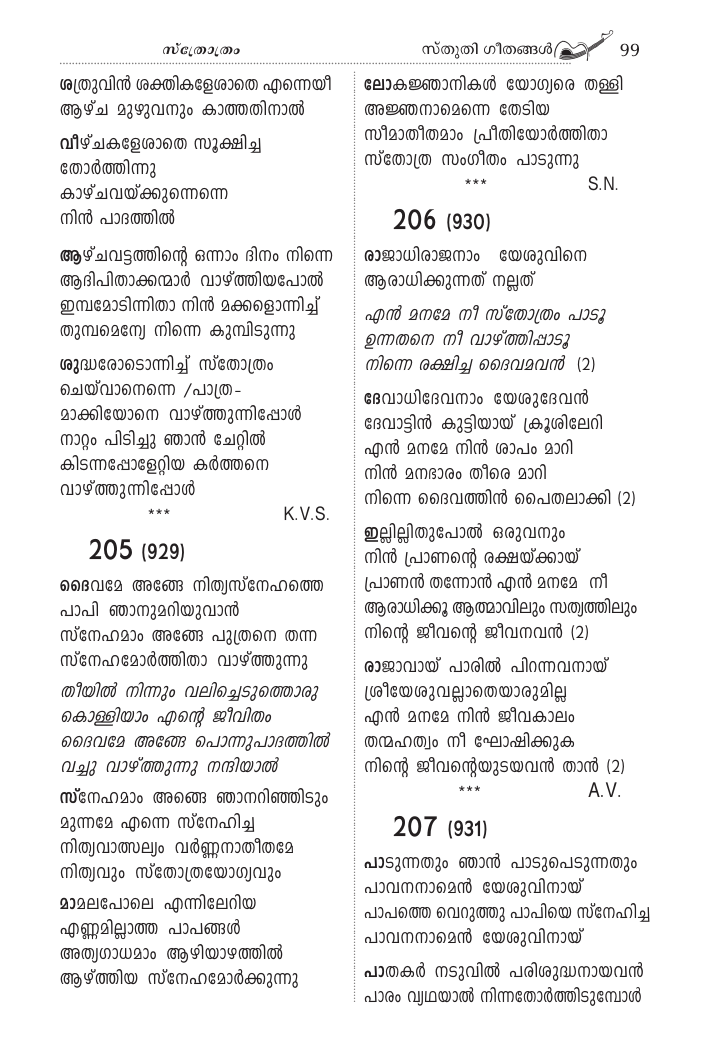 സ്തോത്രം
സ്തുതി ഗീതങ്ങൾ 99
ശത്രുവിൻ ശക്തികളേശാതെ എന്നെയീ
ആഴ്ച മുഴുവനും കാത്തതിനാൽ
വീഴ്ചകളേശാതെ സൂക്ഷിച്ച
തോർത്തിന്നു
കാഴ്ചവയ്ക്കുന്നെന്നെ
നിൻ പാദത്തിൽ
ആഴ്ചവട്ടത്തിന്റെ ഒന്നാം ദിനം നിന്നെ
ആദിപിതാക്കന്മാർ വാഴ്ത്തിയപോൽ
ഇമ്പമോടിന്നിതാ നിൻ മക്കളൊന്നിച്ച്
തുമ്പമെന്യേ നിന്നെ കുമ്പിടുന്നു
ശുദ്ധരോടൊന്നിച്ച് സ്തോത്രം
ചെയ്‌വാനെന്നെ /പാത്ര-
മാക്കിയോനെ വാഴ്ത്തുന്നിപ്പോൾ
നാറ്റം പിടിച്ചു ഞാൻ ചേറ്റിൽ
കിടന്നപ്പോളേറ്റിയ കർത്തനെ
വാഴ്ത്തുന്നിപ്പോൾ
*** K.V.S.
205 (929)
ദൈവമേ അങ്ങേ നിത്യസ്നേഹത്തെ
പാപി ഞാനുമറിയുവാൻ
സ്നേഹമാം അങ്ങേ പുത്രനെ തന്ന
സ്നേഹമോർത്തിതാ വാഴ്ത്തുന്നു
തീയിൽ നിന്നും വലിച്ചെടുത്തൊരു
കൊള്ളിയാം എന്റെ ജീവിതം
ദൈവമേ അങ്ങേ പൊന്നുപാദത്തിൽ
വച്ചു വാഴ്ത്തുന്നു നന്ദിയാൽ
സ്നേഹമാം അങ്ങെ ഞാനറിഞ്ഞിടും
മുന്നമേ എന്നെ സ്നേഹിച്ച
നിത്യവാത്സല്യം വർണ്ണനാതീതമേ
നിത്യവും സ്തോത്രയോഗ്യവും
മാമലപോലെ എന്നിലേറിയ
എണ്ണമില്ലാത്ത പാപങ്ങൾ
അത്യഗാധമാം ആഴിയാഴത്തിൽ
ആഴ്ത്തിയ സ്നേഹമോർക്കുന്നു
ലോകജ്ഞാനികൾ യോഗ്യരെ തള്ളി
അജ്ഞനാമെന്നെ തേടിയ
സീമാതീതമാം പ്രീതിയോർത്തിതാ
സ്തോത്ര സംഗീതം പാടുന്നു
*** S.N.
206 (930)
രാജാധിരാജനാം യേശുവിനെ
ആരാധിക്കുന്നത് നല്ലത്
എൻ മനമേ നീ സ്തോത്രം പാടൂ
ഉന്നതനെ നീ വാഴ്ത്തിപ്പാടൂ
നിന്നെ രക്ഷിച്ച ദൈവമവൻ (2)
ദേവാധിദേവനാം യേശുദേവൻ
ദേവാട്ടിൻ കുട്ടിയായ് ക്രൂശിലേറി
എൻ മനമേ നിൻ ശാപം മാറി
നിൻ മനഭാരം തീരെ മാറി
നിന്നെ ദൈവത്തിൻ പൈതലാക്കി (2)
ഇല്ലില്ലിതുപോൽ ഒരുവനും
നിൻ പ്രാണന്റെ രക്ഷയ്ക്കായ്
പ്രാണൻ തന്നോൻ എൻ മനമേ നീ
ആരാധിക്കൂ ആത്മാവിലും സത്യത്തിലും
നിന്റെ ജീവന്റെ ജീവനവൻ (2)
രാജാവായ് പാരിൽ പിറന്നവനായ്
ശ്രീയേശുവല്ലാതെയാരുമില്ല
എൻ മനമേ നിൻ ജീവകാലം
തന്മഹത്വം നീ ഘോഷിക്കുക
നിന്റെ ജീവന്റെയുടയവൻ താൻ (2)
*** A.V.
207 (931)
പാടുന്നതും ഞാൻ പാടുപെടുന്നതും
പാവനനാമെൻ യേശുവിനായ്
പാപത്തെ വെറുത്തു പാപിയെ സ്നേഹിച്ച
പാവനനാമെൻ യേശുവിനായ്
പാതകർ നടുവിൽ പരിശുദ്ധനായവൻ
പാരം വ്യഥയാൽ നിന്നതോർത്തിടുമ്പോൾ